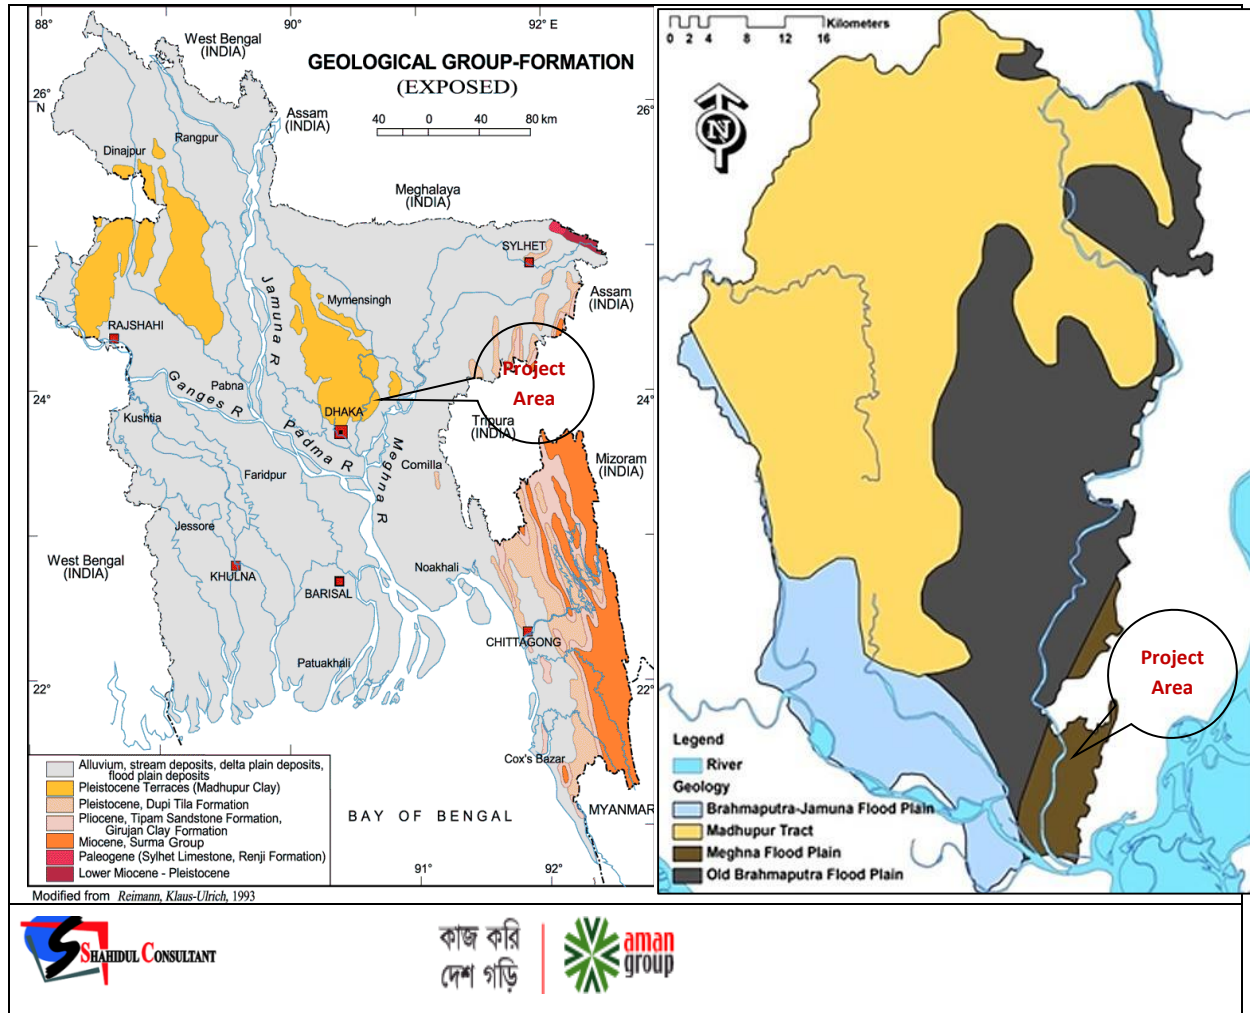 88°
90°
92° E
West Bengal
(INDIA)
GEOLOGICAL GROUP-FORMATION
(EXPOSED)
40 0 40 80 km
26°
N
Assam
(INDIA)
Rangpur
Dinajpur
Meghalaya
(INDIA)
SYLHET
Assam
(INDIA)
Jamuna R
Mymensingh
RAJSHAHI
Project
Area
24°
Pabna
Ganges R
DHAKA
Kushtia
Padma R
Tripura
(INDIA)
Meghna R
Comilla
Mizoram
(INDIA)
Faridpur
Jessore
West Bengal
(INDIA)
KHULNA
BARISAL
Noakhali
CHITTAGONG
Patuakhali
22°
Cox's Bazar
MYANMAR
BAY OF BENGAL
Alluvium, stream deposits, delta plain deposits,
flood plain deposits
Pleistocene Terraces (Madhupur Clay)
Pleistocene, Dupi Tila Formation
Pliocene, Tipam Sandstone Formation,
Girujan Clay Formation
Miocene, Surma Group
Paleogene (Sylhet Limestone, Renji Formation)
Lower Miocene - Pleistocene
91°
92°
Modified from Reimann, Klaus-Ulrich, 1993
26°
24°
22°
Kilometers
0 2 4 8 12 16
N
Project
Area
Legend
River
Geology
Brahmaputra-Jamuna Flood Plain
Madhupur Tract
Meghna Flood Plain
Old Brahmaputra Flood Plain
SHAHIDUL CONSULTANT
কাজ করি
দেশ গড়ি
aman
group